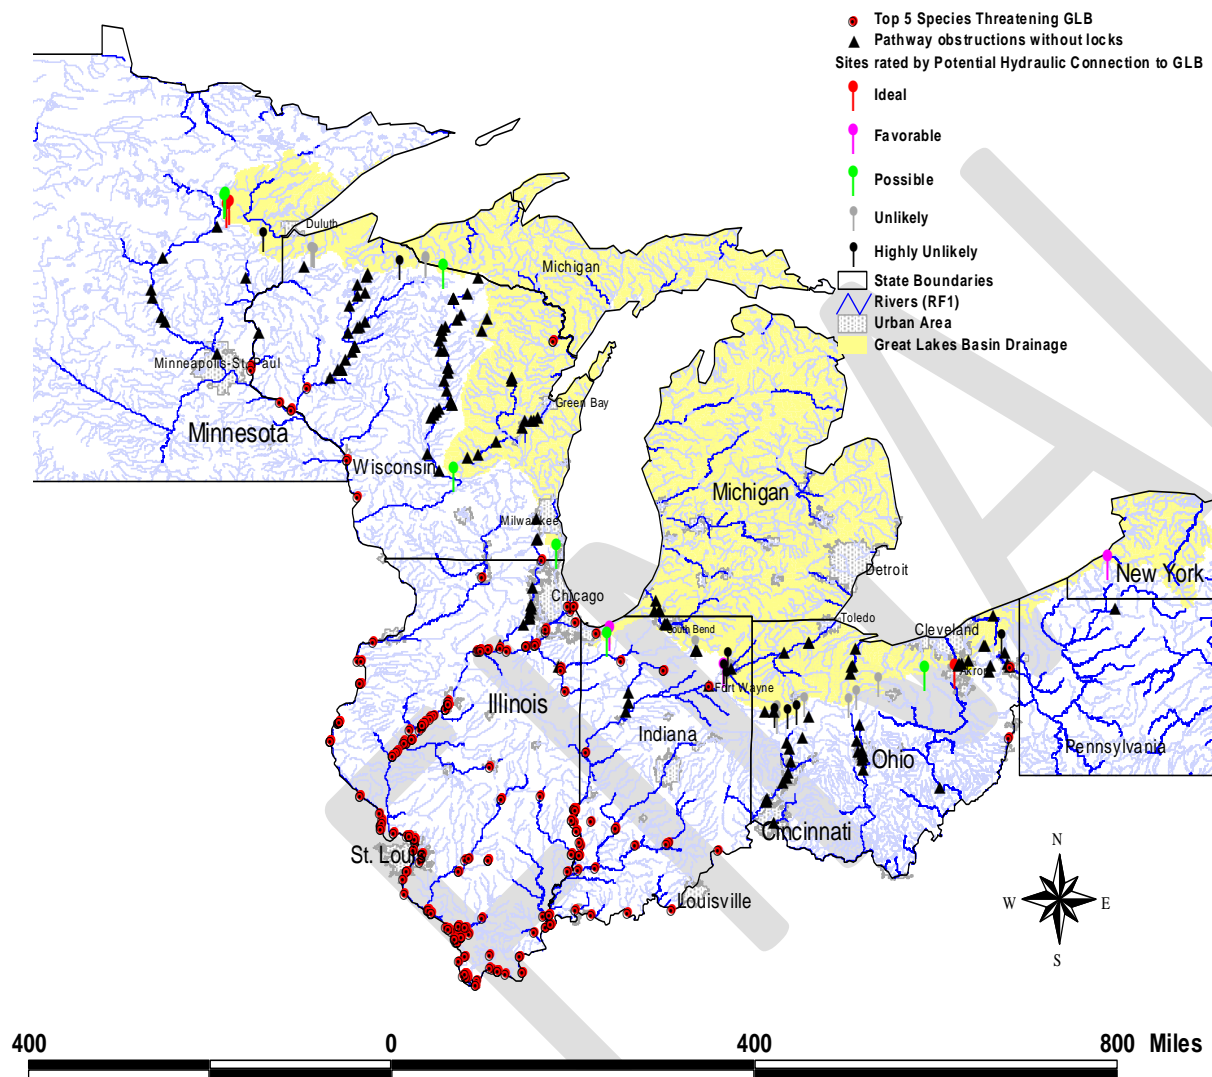 Top 5 Species Threatening GLB
Pathway obstructions without locks
Sites rated by Potential Hydraulic Connection to GLB
Ideal
Favorable
Possible
Unlikely
Highly Unlikely
State Boundaries
Rivers (RF1)
Urban Area
Great Lakes Basin Drainage
Duluth
Michigan
Minneapolis-St. Paul
Green Bay
Minnesota
Wisconsin
Michigan
Milwaukee
Detroit
New York
Chicago
Toledo
South Bend
Cleveland
Akron
Fort Wayne
Illinois
Indiana
Pennsylvania
Ohio
Cincinnati
St. Louis
Louisville
N
W E
S
400 0 400 800 Miles